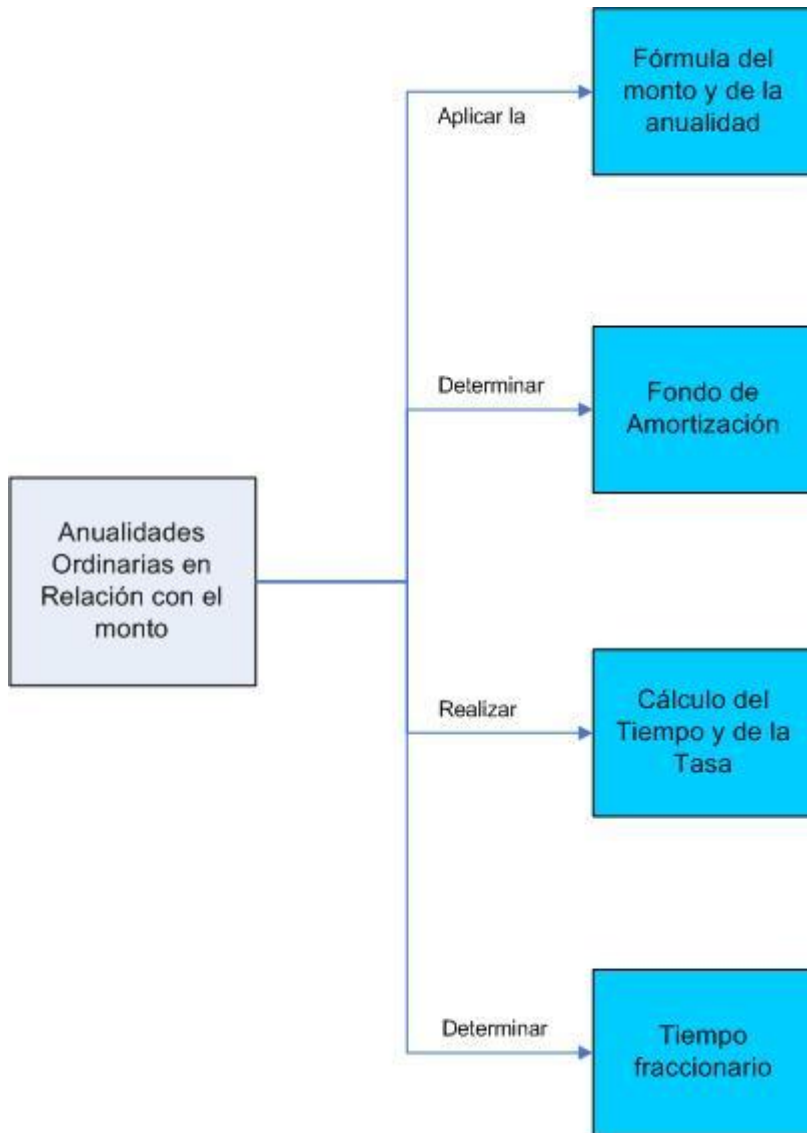 Fórmula del
monto y de la
anualidad
Aplicar la
Determinar
Fondo de
Amortización
Anualidades
Ordinarias en
Relación con el
monto
Realizar
Cálculo del
Tiempo y de la
Tasa
Determinar
Tiempo
fraccionario